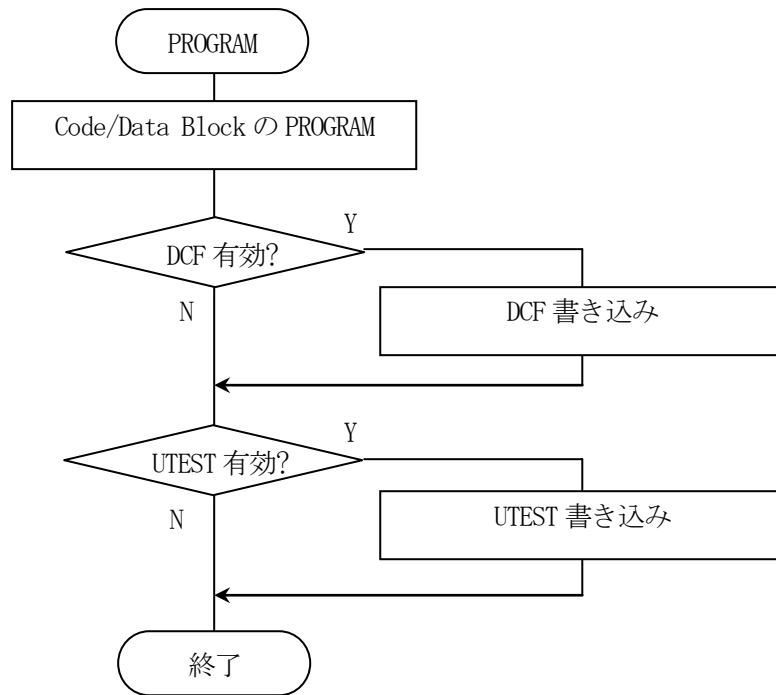 PROGRAM
Code/Data Block の PROGRAM
Y
DCF 有効?
N
DCF 書き込み
Y
UTEST 有効?
N
UTEST 書き込み
終了